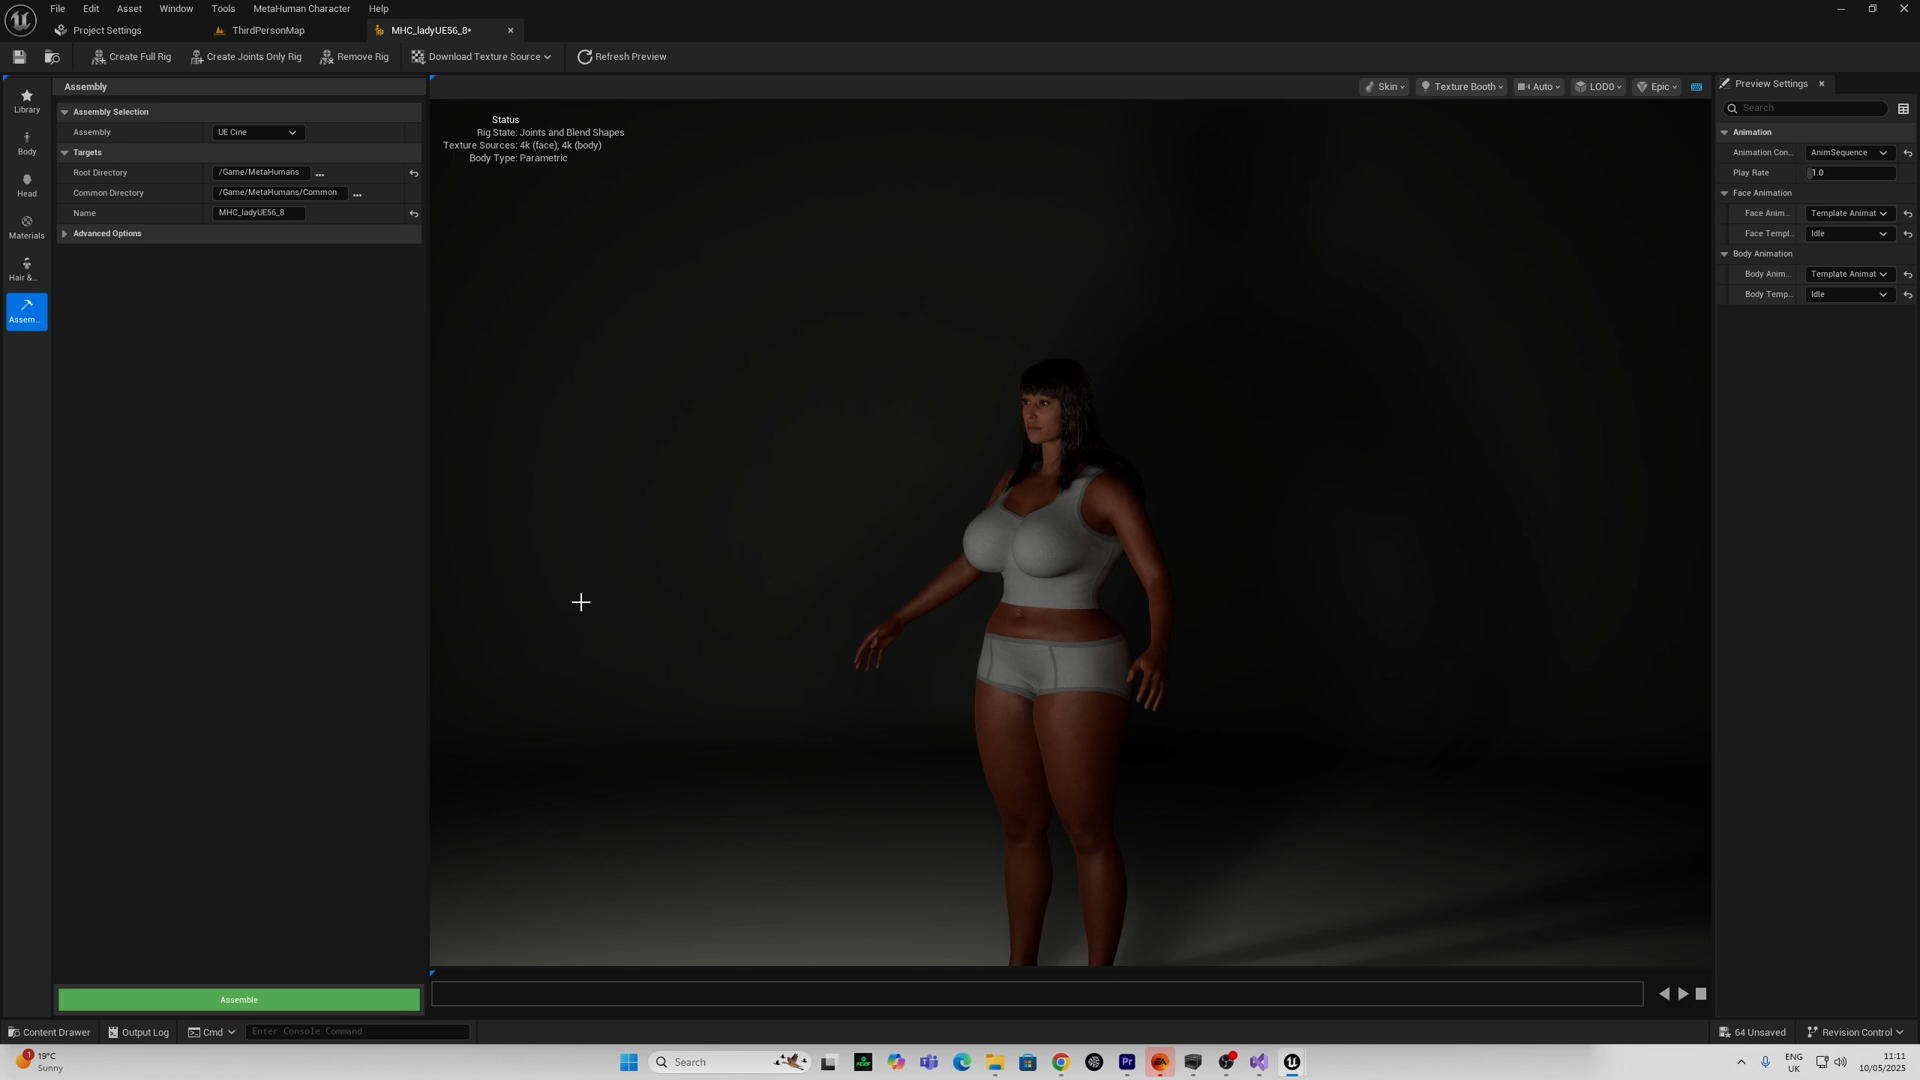 File Edit Asset Window Tools MetaHuman Character Help
Project Settings ThirdPersonMap MHC_ladyUE56_8*
Create Full Rig Create Joints Only Rig Remove Rig Download Texture Source Refresh Preview
Library
Body
Head
Materials
Hair &...
Assem...
Assembly
Assembly Selection
Assembly UE Cine
Targets
Root Directory /Game/MetaHumans ...
Common Directory /Game/MetaHumans/Common ...
Name MHC_ladyUE56_8
Advanced Options
Assemble
Skin Texture Booth Auto LOD0 Epic
Status
Rig State: Joints and Blend Shapes
Texture Sources: 4k (face), 4k (body)
Body Type: Parametric
Preview Settings
Search
Animation
Animation Con... AnimSequence
Play Rate 1.0
Face Animation
Face Anim... Template Animat
Face Templ... Idle
Body Animation
Body Anim... Template Animat
Body Temp... Idle
Content Drawer Output Log Cmd Enter Console Command 64 Unsaved Revision Control
1 19°C
Sunny
Search
Pr
EA
ENG
UK
11:11
10/05/2025